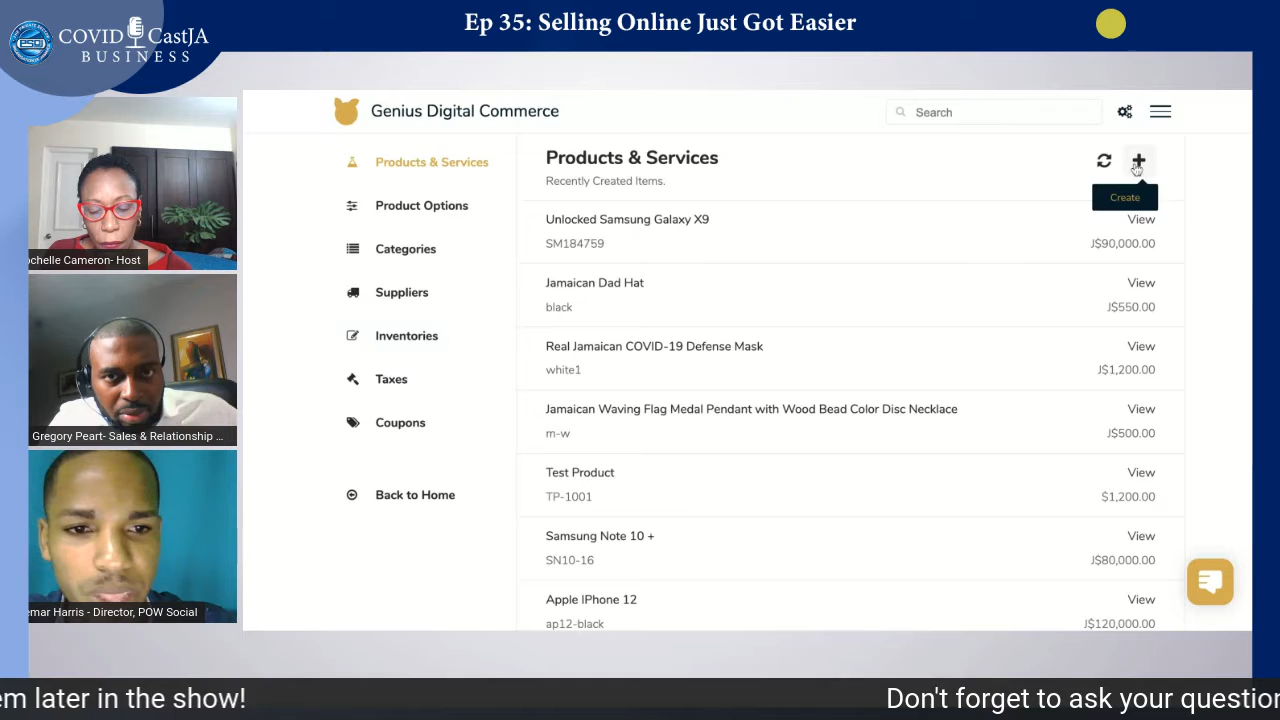 Ep 35: Selling Online Just Got Easier
COVID CastJA
BUSINESS
ochelle Cameron- Host
Gregory Peart- Sales & Relationship ...
emar Harris - Director, POW Social
Genius Digital Commerce
Search
Products & Services
Product Options
Categories
Suppliers
Inventories
Taxes
Coupons
Back to Home
Products & Services
Recently Created Items.
Create
Unlocked Samsung Galaxy X9
View
SM184759
J$90,000.00
Jamaican Dad Hat
View
black
J$550.00
Real Jamaican COVID-19 Defense Mask
View
white1
J$1,200.00
Jamaican Waving Flag Medal Pendant with Wood Bead Color Disc Necklace
View
m-w
J$500.00
Test Product
View
TP-1001
$1,200.00
Samsung Note 10 +
View
SN10-16
J$80,000.00
Apple IPhone 12
View
ap12-black
J$120,000.00
em later in the show!
Don't forget to ask your question